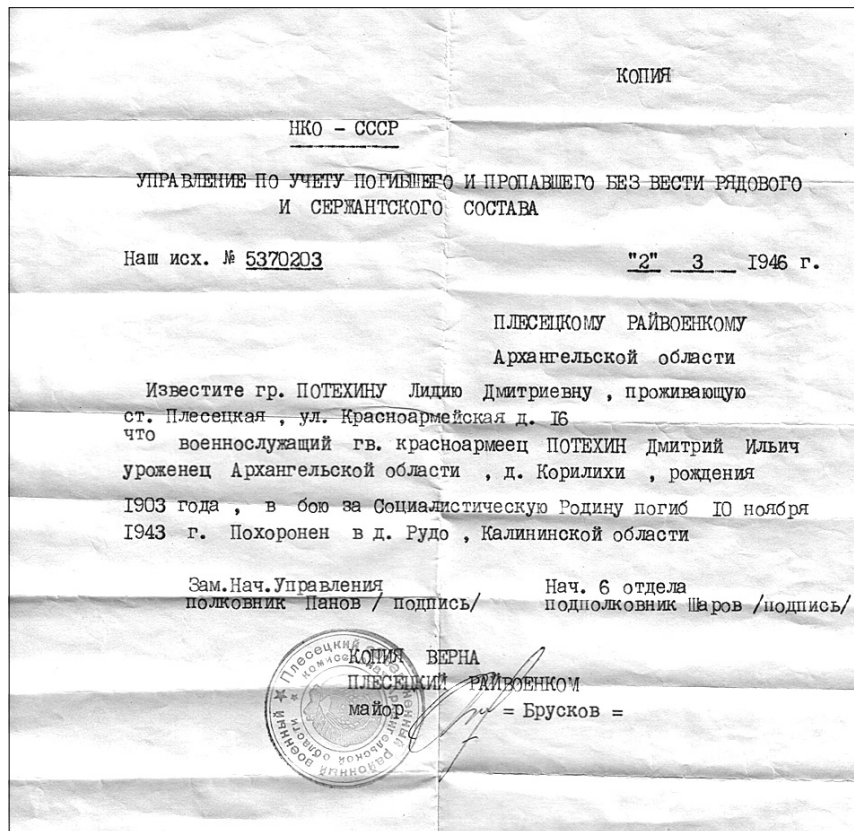 КОПИЯ
НКО - СССР
УПРАВЛЕНИЕ ПО УЧЕТУ ПОГИБШЕГО И ПРОПАВШЕГО БЕЗ ВЕСТИ РЯДОВОГО
И СЕРЖАНТСКОГО СОСТАВА
Наш исх. № 5370203 "2" 3 1946 г.
ПЛЕСЕЦКОМУ РАЙВОЕНКОМУ
Архангельской области
Известите гр. ПОТЕХИНУ Лидию Дмитриевну , проживающую
ст. Плесецкая , ул. Красноармейская д. 16
что военнослужащий гв. красноармеец ПОТЕХИН Дмитрий Ильич
уроженец Архангельской области , д. Корилихи , рождения
1903 года , в бою за Социалистическую Родину погиб 10 ноября
1943 г. Похоронен в д. Рудо , Калининской области
Зам.Нач.Управления Нач. 6 отдела
полковник Панов / подпись/ подполковник Шаров /подпись/
КОПИЯ ВЕРНА
ПЛЕСЕЦКИЙ РАЙВОЕНКОМ
майор = Брусков =
Плесецкий районный военный
области